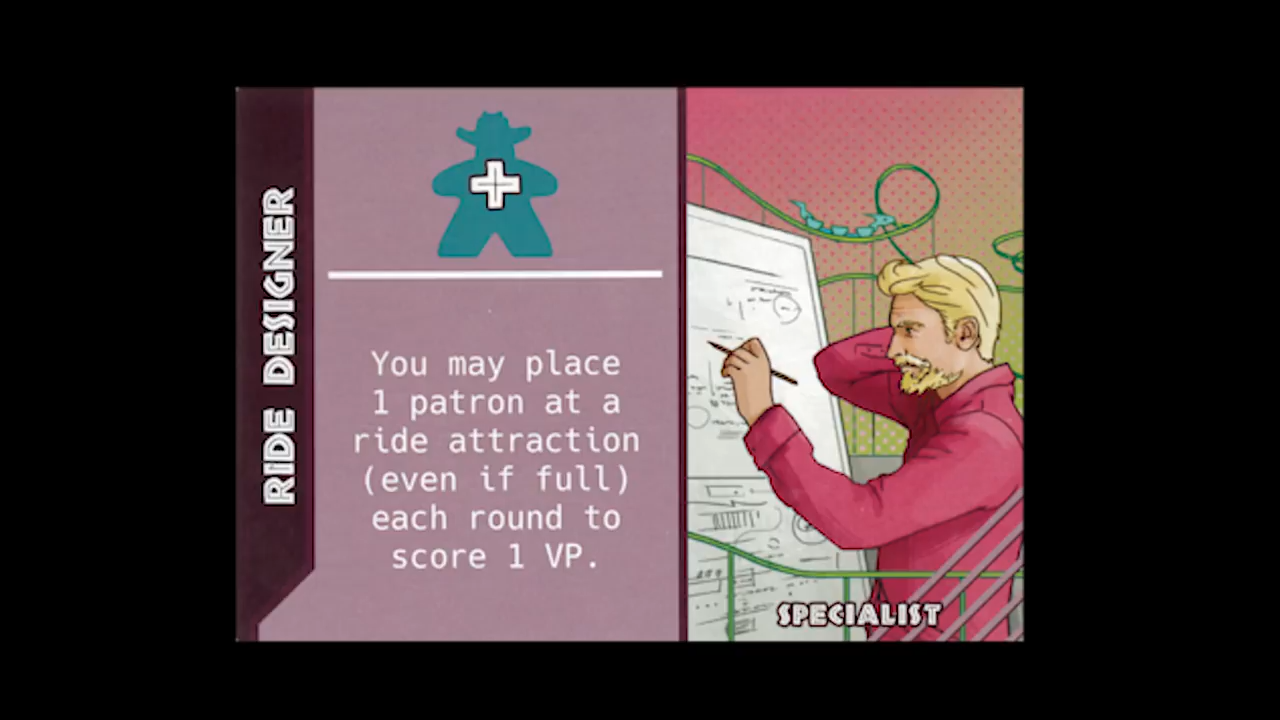 RIDE DESIGNER
You may place
1 patron at a
ride attraction
(even if full)
each round to
score 1 VP.
SPECIALIST